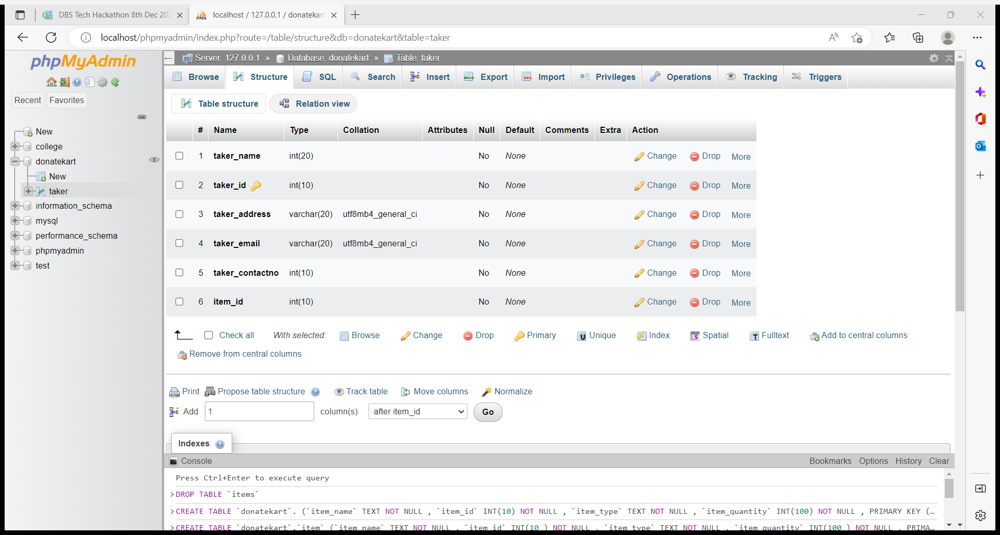 DBS Tech Hackathon 8th Dec 202
localhost / 127.0.0.1 / donatekart
localhost/phpmyadmin/index.php?route=/table/structure&db=donatekart&table=taker
phpMyAdmin
Recent Favorites
New
college
donatekart
New
taker
information_schema
mysql
performance_schema
phpmyadmin
test
Server: 127.0.0.1 » Database: donatekart » Table: taker
Browse Structure SQL Search Insert Export Import Privileges Operations Tracking Triggers
Table structure Relation view
# Name Type Collation Attributes Null Default Comments Extra Action
1 taker_name int(20) No None Change Drop More
2 taker_id int(10) No None Change Drop More
3 taker_address varchar(20) utf8mb4_general_ci No None Change Drop More
4 taker_email varchar(20) utf8mb4_general_ci No None Change Drop More
5 taker_contactno int(10) No None Change Drop More
6 item_id int(10) No None Change Drop More
Check all With selected: Browse Change Drop Primary Unique Index Spatial Fulltext Add to central columns
Remove from central columns
Print Propose table structure Track table Move columns Normalize
Add 1 column(s) after item_id Go
Indexes
Console Bookmarks Options History Clear
Press Ctrl+Enter to execute query
>DROP TABLE `items`
>CREATE TABLE `donatekart`. (`item_name` TEXT NOT NULL , `item_id` INT(10) NOT NULL , `item_type` TEXT NOT NULL , `item_quantity` INT(100) NOT NULL , PRIMARY KEY (…
>CREATE TABLE `donatekart`.`item` (`item_name` TEXT NOT NULL , `item_id` INT(10 ) NOT NULL , `item_type` TEXT NOT NULL , `item_quantity` INT(100 ) NOT NULL , PRIMA…